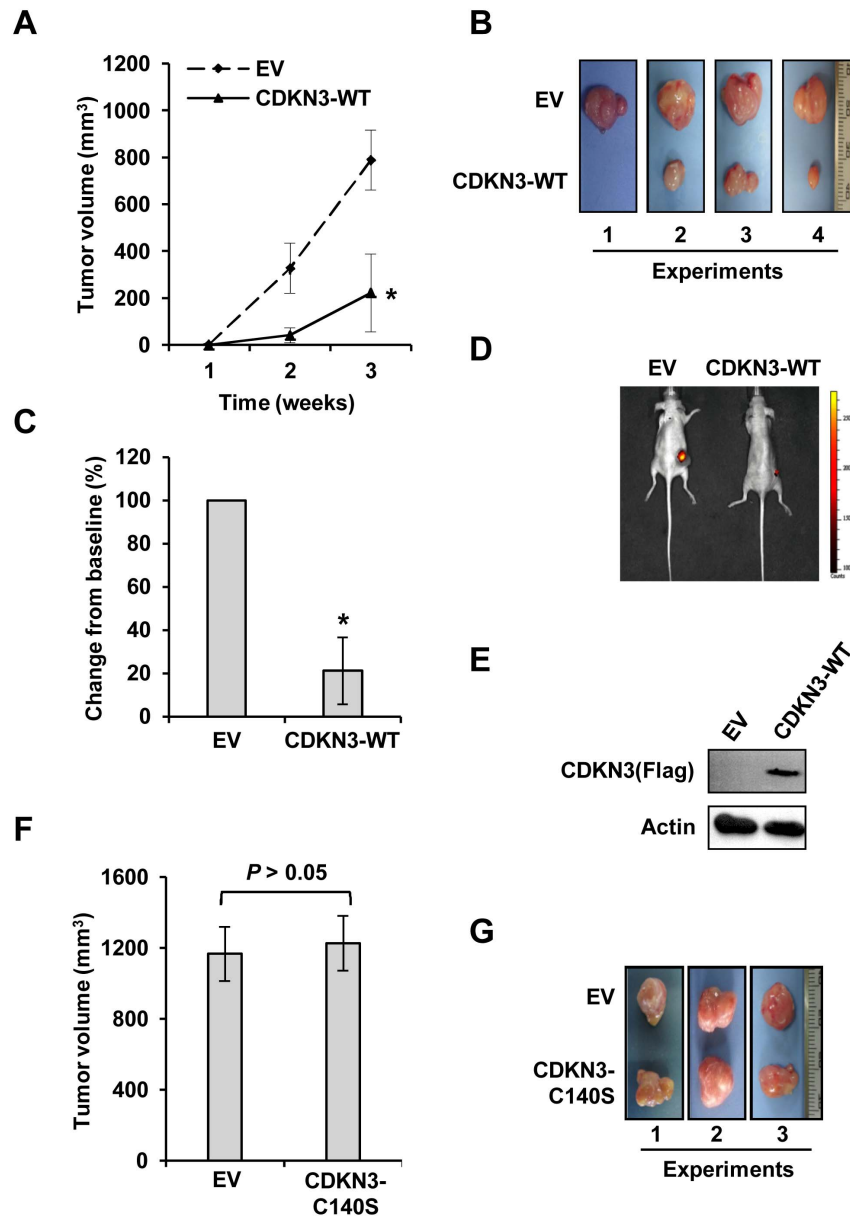 A
1200
1000
800
600
400
200
0
Tumor volume (mm³)
EV
CDKN3-WT
*
1 2 3
Time (weeks)
B
EV
CDKN3-WT
1 2 3 4
Experiments
C
120
100
80
60
40
20
0
Change from baseline (%)
*
EV CDKN3-WT
D
EV CDKN3-WT
Counts
E
EV CDKN3-WT
CDKN3(Flag)
Actin
F
1600
1200
800
400
0
Tumor volume (mm³)
P > 0.05
EV CDKN3-
C140S
G
EV
CDKN3-
C140S
1 2 3
Experiments